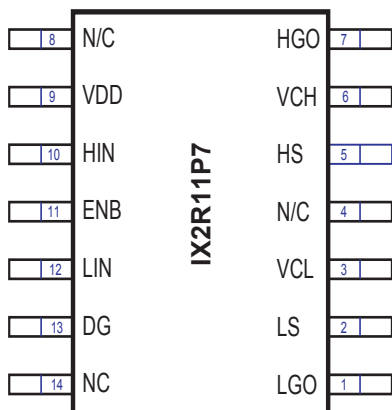 8 N/C HGO 7
9 VDD VCH 6
10 HIN HS 5
11 ENB N/C 4
12 LIN VCL 3
13 DG LS 2
14 NC LGO 1
IX2R11P7